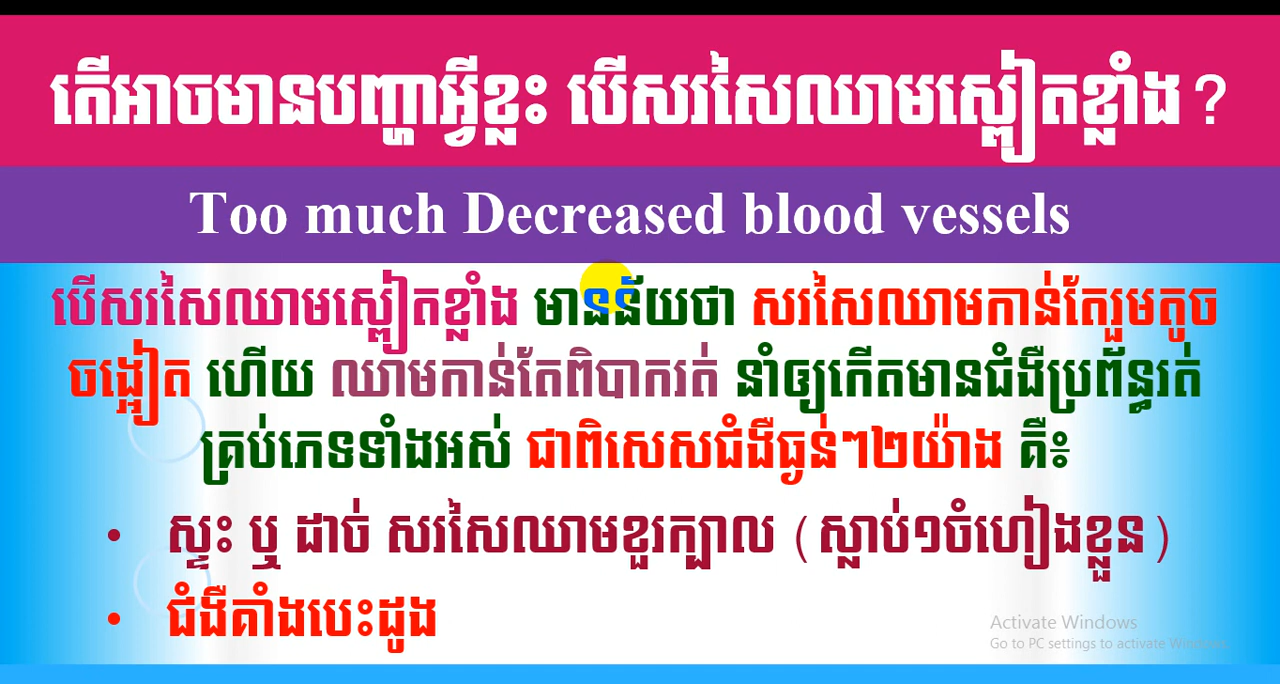 តើអាចមានបញ្ហាអ្វីខ្លះ បើសរសៃឈាមស្លៀតខ្លាំង?
Too much Decreased blood vessels
បើសរសៃឈាមស្លៀតខ្លាំង មានន័យថា សរសៃឈាមកាន់តែរួមតូច
ចង្អៀត ហើយ ឈាមកាន់តែពិបាករត់ នាំឲ្យកើតមានជំងឺប្រព័ន្ធរត់
គ្រប់ភេទទាំងអស់ ជាពិសេសជំងឺធ្ងន់ៗ២យ៉ាង គឺ៖
• ស្ទះ ឬ ដាច់ សរសៃឈាមខួរក្បាល (ស្លាប់១ចំហៀងខ្លួន)
• ជំងឺគាំងបេះដូង
Activate Windows
Go to PC settings to activate Windows.